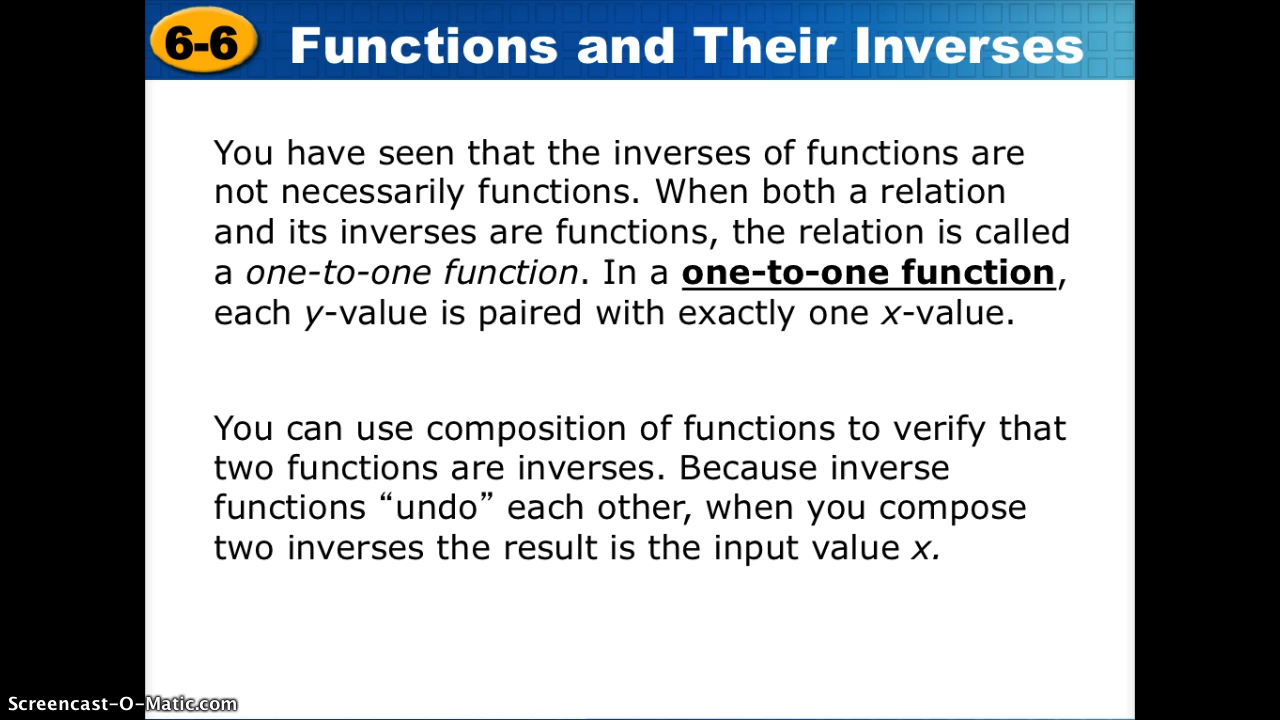 6-6 Functions and Their Inverses
You have seen that the inverses of functions are
not necessarily functions. When both a relation
and its inverses are functions, the relation is called
a one-to-one function. In a one-to-one function,
each y-value is paired with exactly one x-value.
You can use composition of functions to verify that
two functions are inverses. Because inverse
functions “undo” each other, when you compose
two inverses the result is the input value x.
Screencast-O-Matic.com